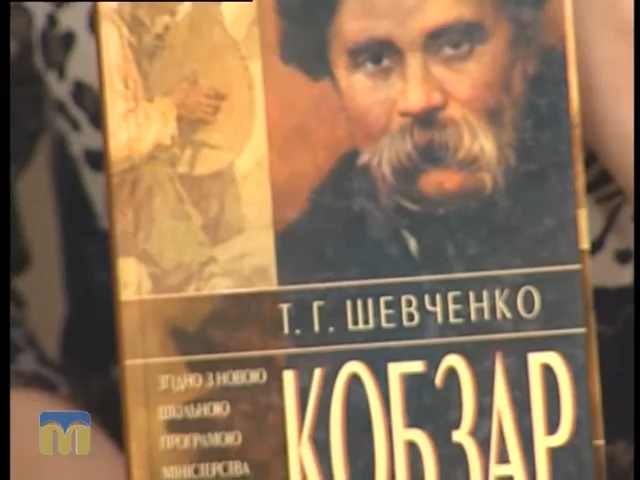 Т. Г. ШЕВЧЕНКО
КОБЗАР
ЗГІДНО З НОВОЮ
ШКІЛЬНОЮ
ПРОГРАМОЮ
МІНІСТЕРСТВА